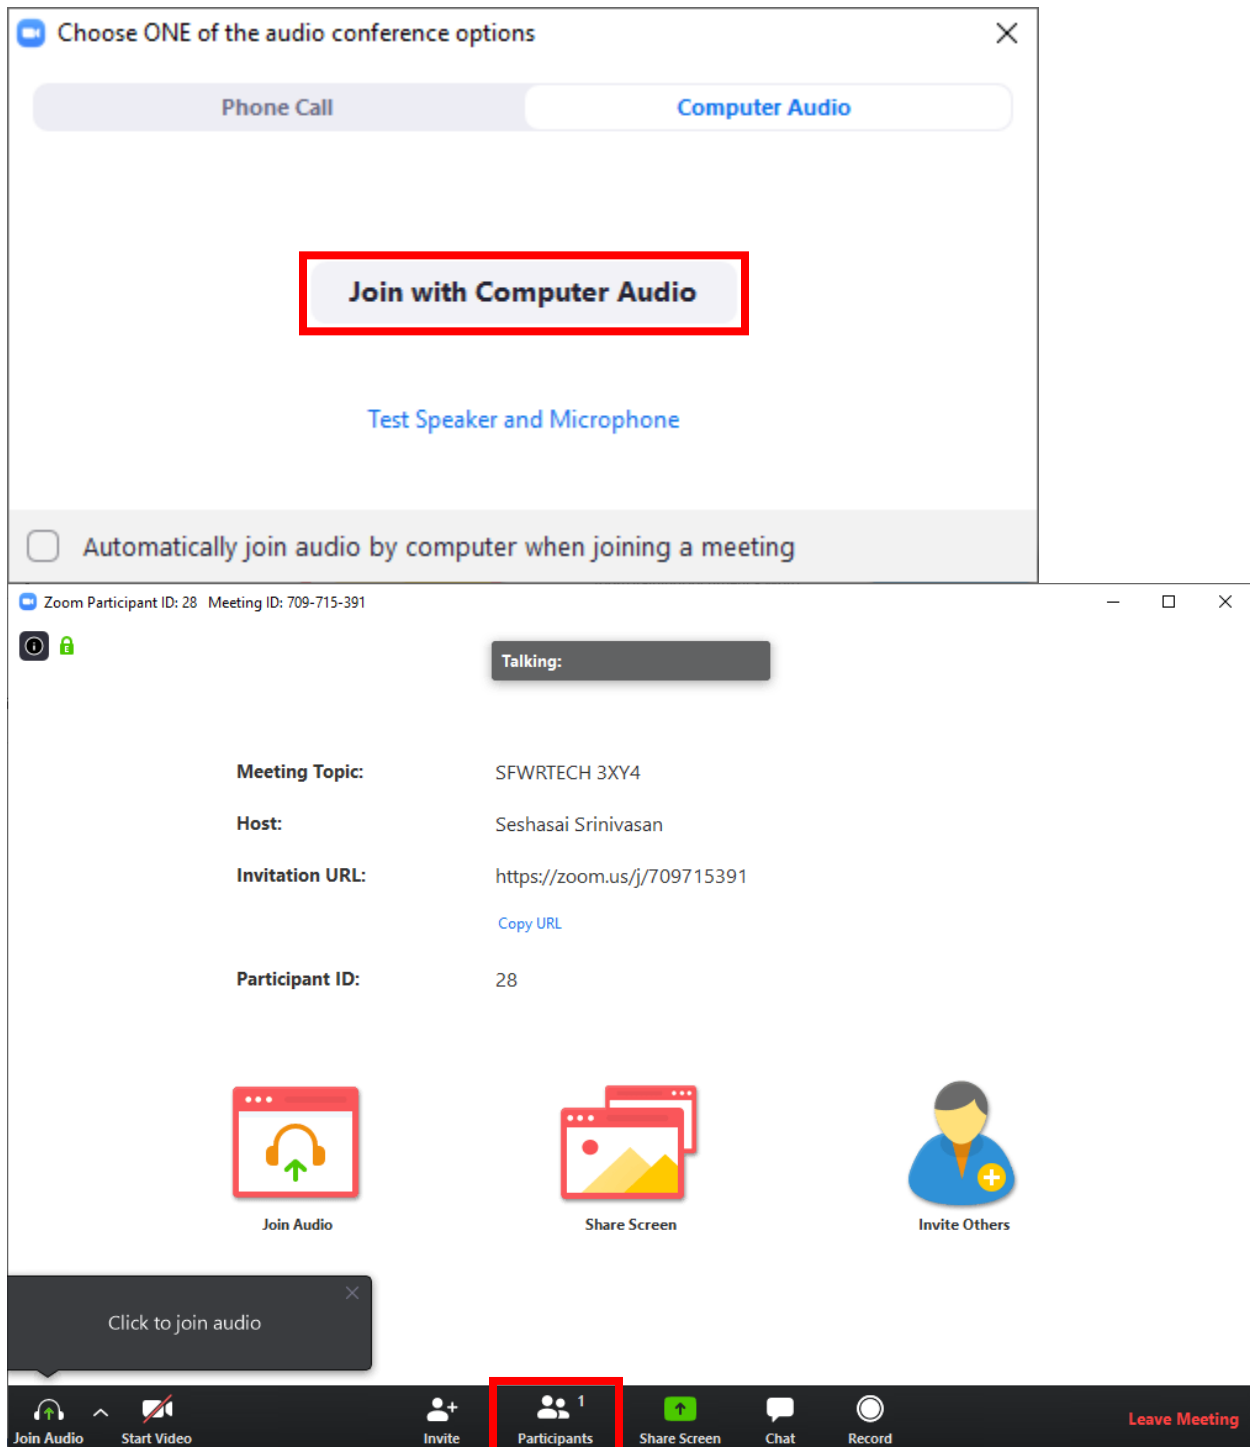 Choose ONE of the audio conference options
Phone Call
Computer Audio
Join with Computer Audio
Test Speaker and Microphone
Automatically join audio by computer when joining a meeting
Zoom Participant ID: 28 Meeting ID: 709-715-391
Talking:
Meeting Topic: SFWRTECH 3XY4
Host: Seshasai Srinivasan
Invitation URL: https://zoom.us/j/709715391
Copy URL
Participant ID: 28
Join Audio
Share Screen
Invite Others
Click to join audio
1
Join Audio
Start Video
Invite
Participants
Share Screen
Chat
Record
Leave Meeting